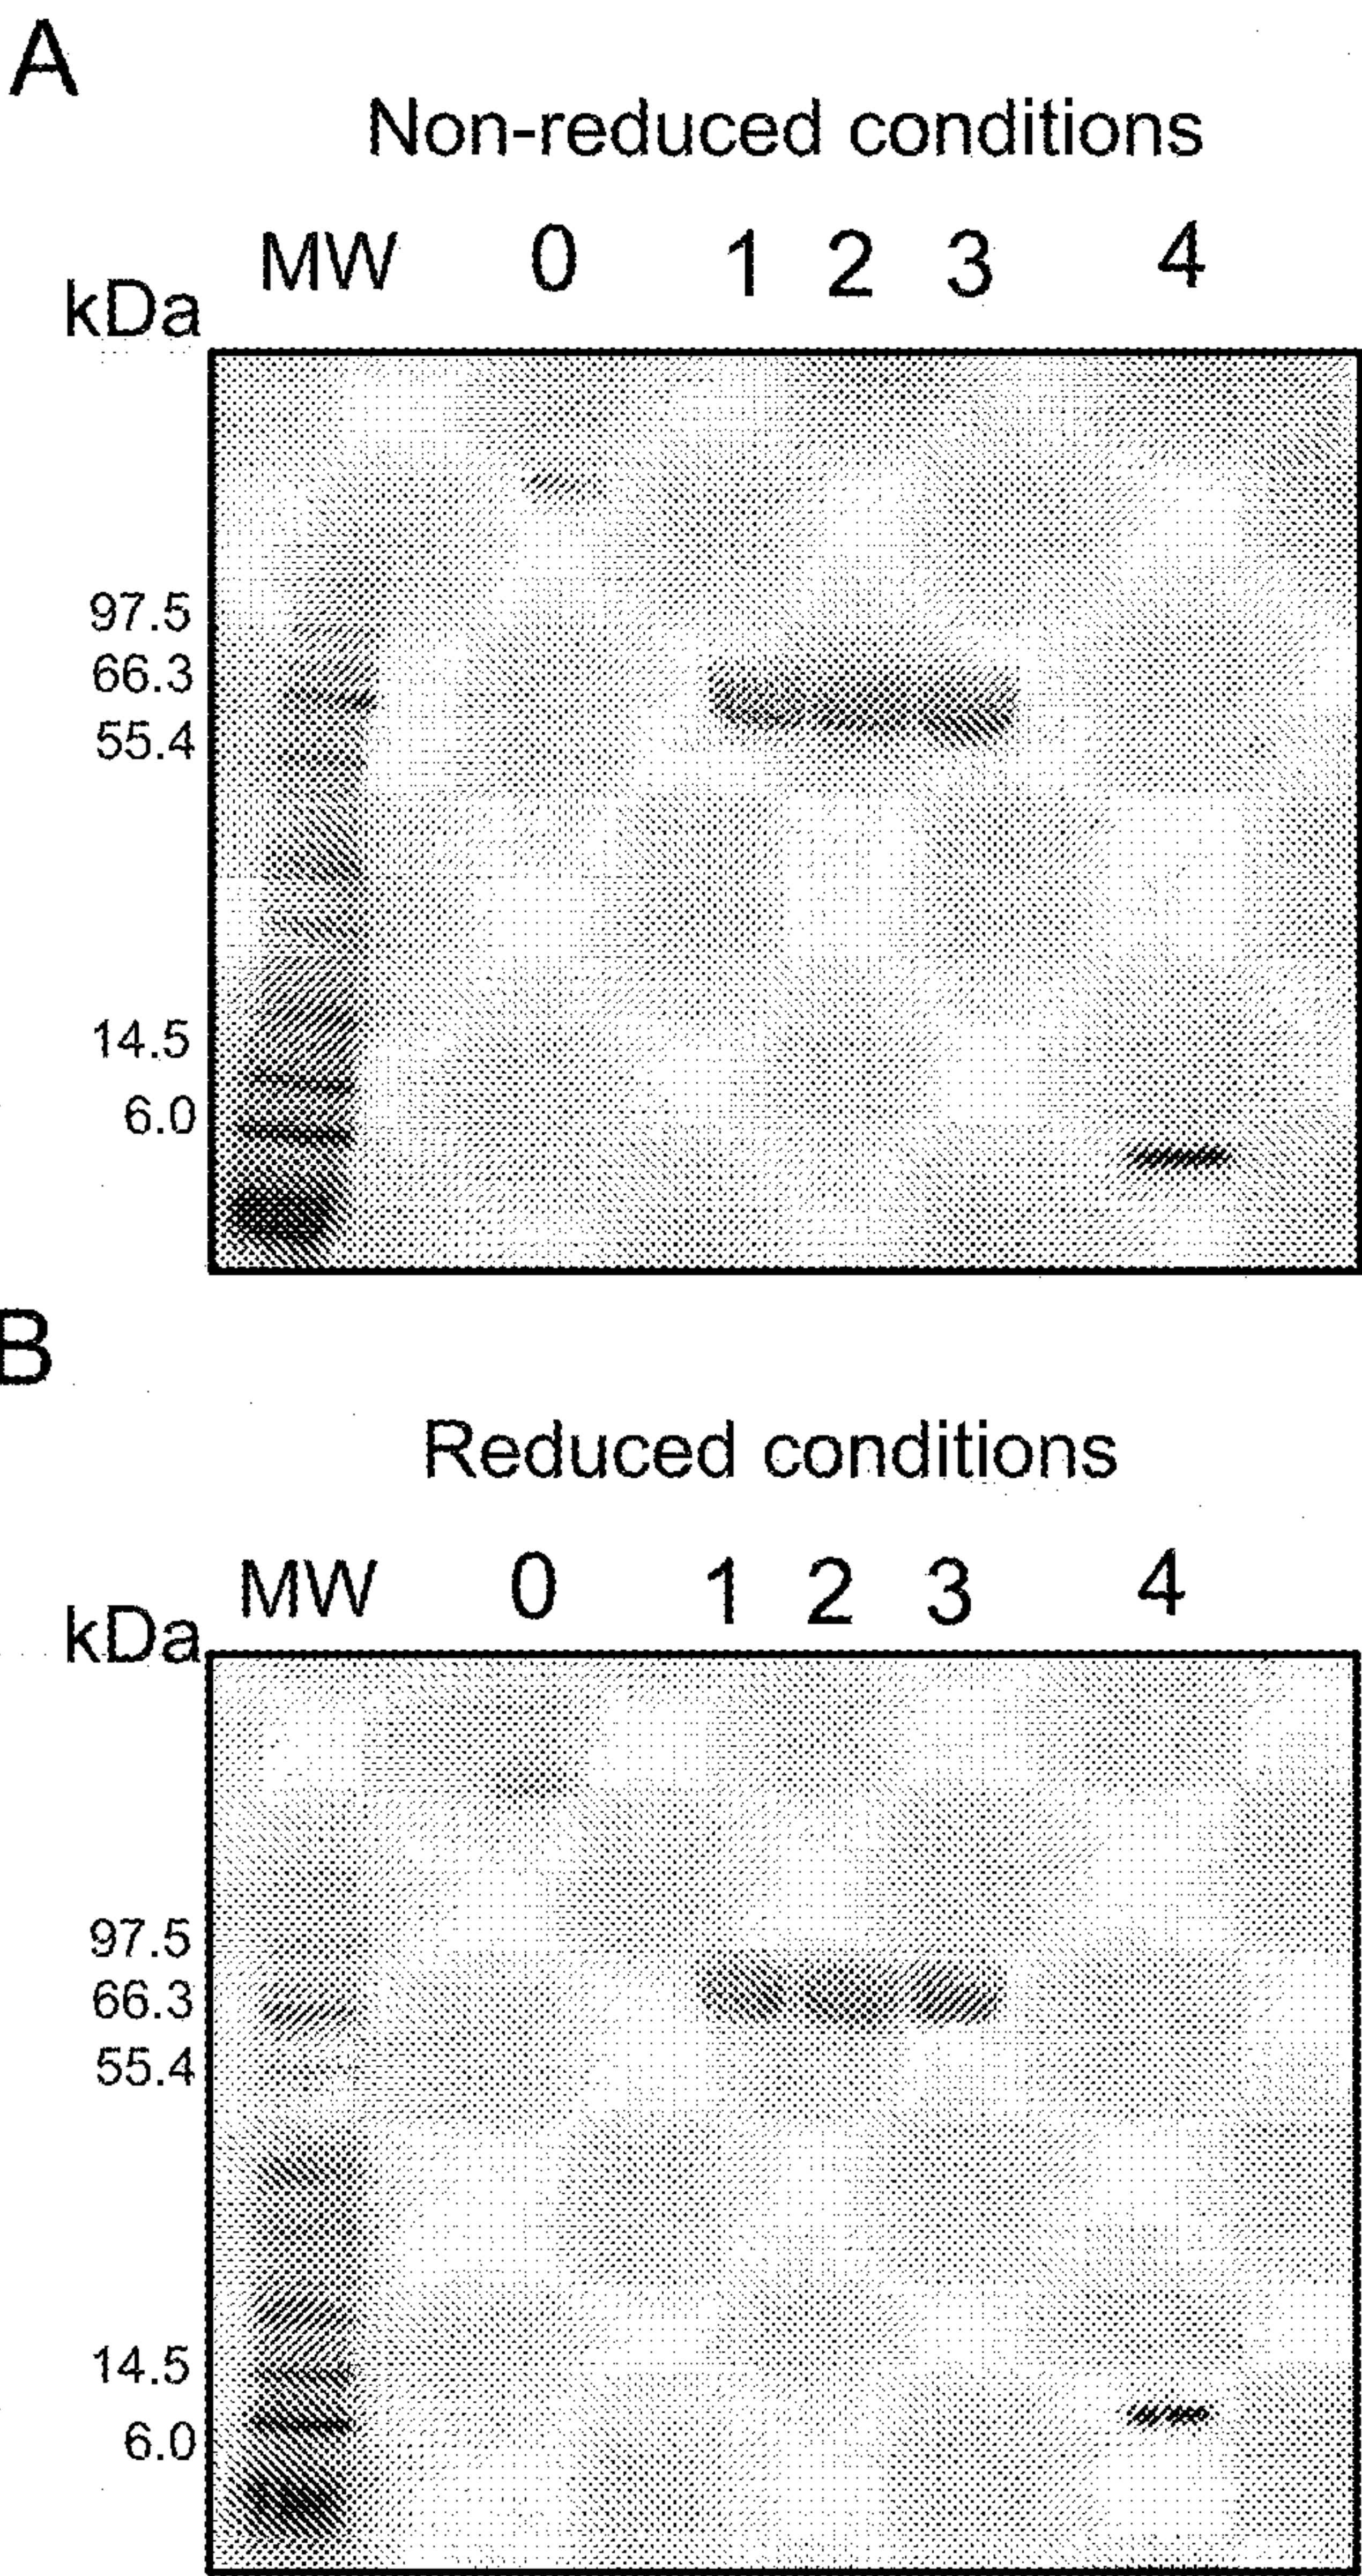 A
Non-reduced conditions
MW 0 1 2 3 4
kDa
97.5
66.3
55.4
14.5
6.0
B
Reduced conditions
MW 0 1 2 3 4
kDa
97.5
66.3
55.4
14.5
6.0